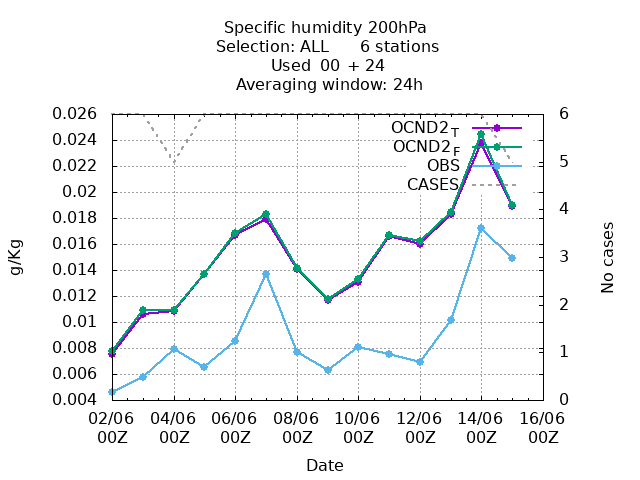 Specific humidity 200hPa
Selection: ALL 6 stations
Used 00 + 24
Averaging window: 24h
0.026
0.024
0.022
0.02
0.018
0.016
0.014
0.012
0.01
0.008
0.006
0.004
g/Kg
OCND2T
OCND2F
OBS
CASES
6
5
4
3
2
1
0
No cases
02/06 04/06 06/06 08/06 10/06 12/06 14/06 16/06
00Z 00Z 00Z 00Z 00Z 00Z 00Z 00Z
Date